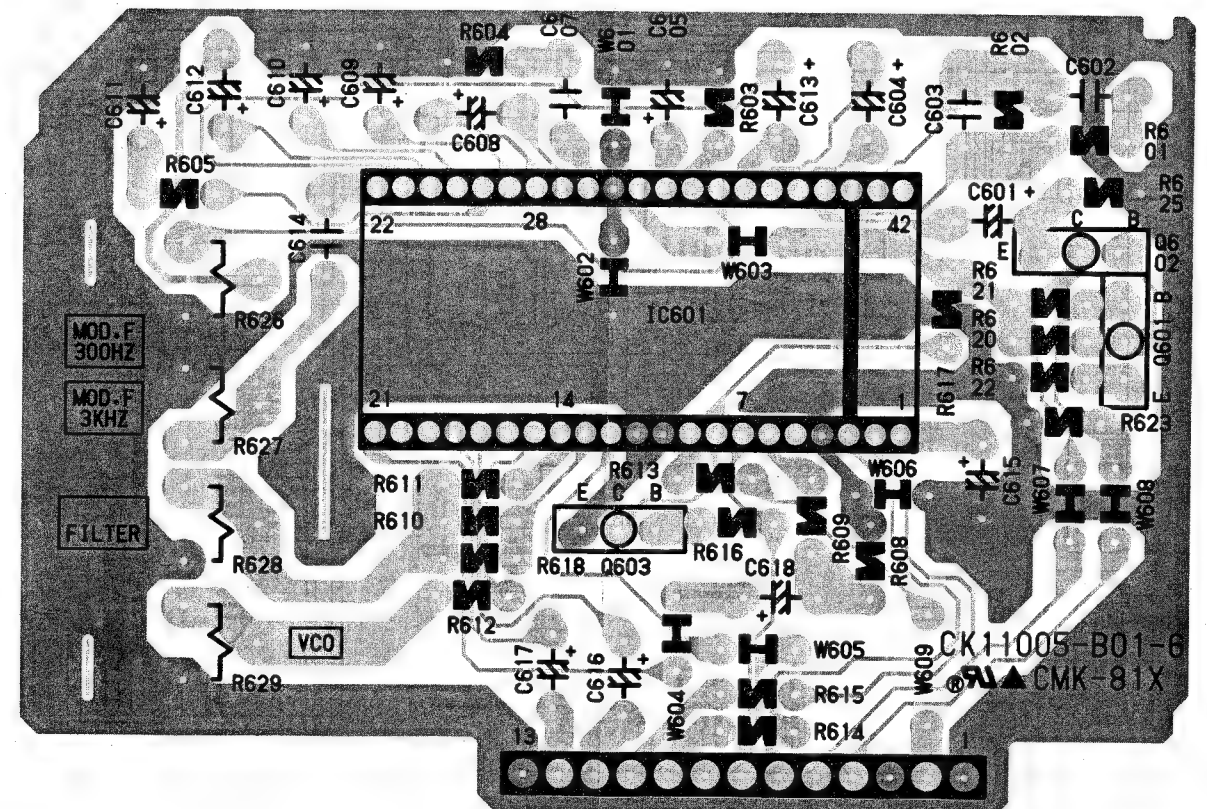 C6
07
W6
01
C6
05
R604
R6
02
C602
C611
C612
C610
C609
C608
R603
C613
C604
C603
R6
01
R605
C601
R6
25
C614
22
28
42
C
B
E
Q6
02
W602
W603
R6
21
R626
IC601
R6
20
Q601
B
E
MOD.F
300HZ
R6
22
MOD.F
3KHZ
21
14
7
1
R617
R623
R627
R611
R613
W606
C615
W607
W608
R610
E
C
B
FILTER
R618
Q603
R616
R609
R608
R628
C618
R612
VCO
W605
W609
CK11005-B01-6
C617
C616
W604
R615
CMK-81X
R629
R614
13
1